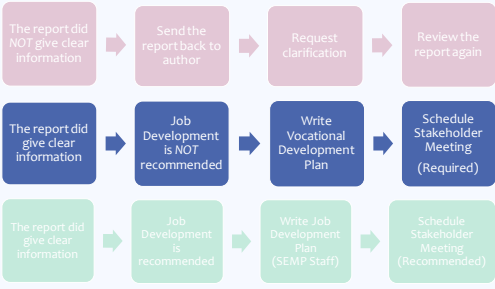 The report did
NOT give clear
information
Send the
report back to
author
Request
clarification
Review the
report again
The report did
give clear
information
Job
Development
is NOT
recommended
Write
Vocational
Development
Plan
Schedule
Stakeholder
Meeting
(Required)
The report did
give clear
information
Job
Development
is
recommended
Write Job
Development
Plan
(SEMP Staff)
Schedule
Stakeholder
Meeting
(Recommended)